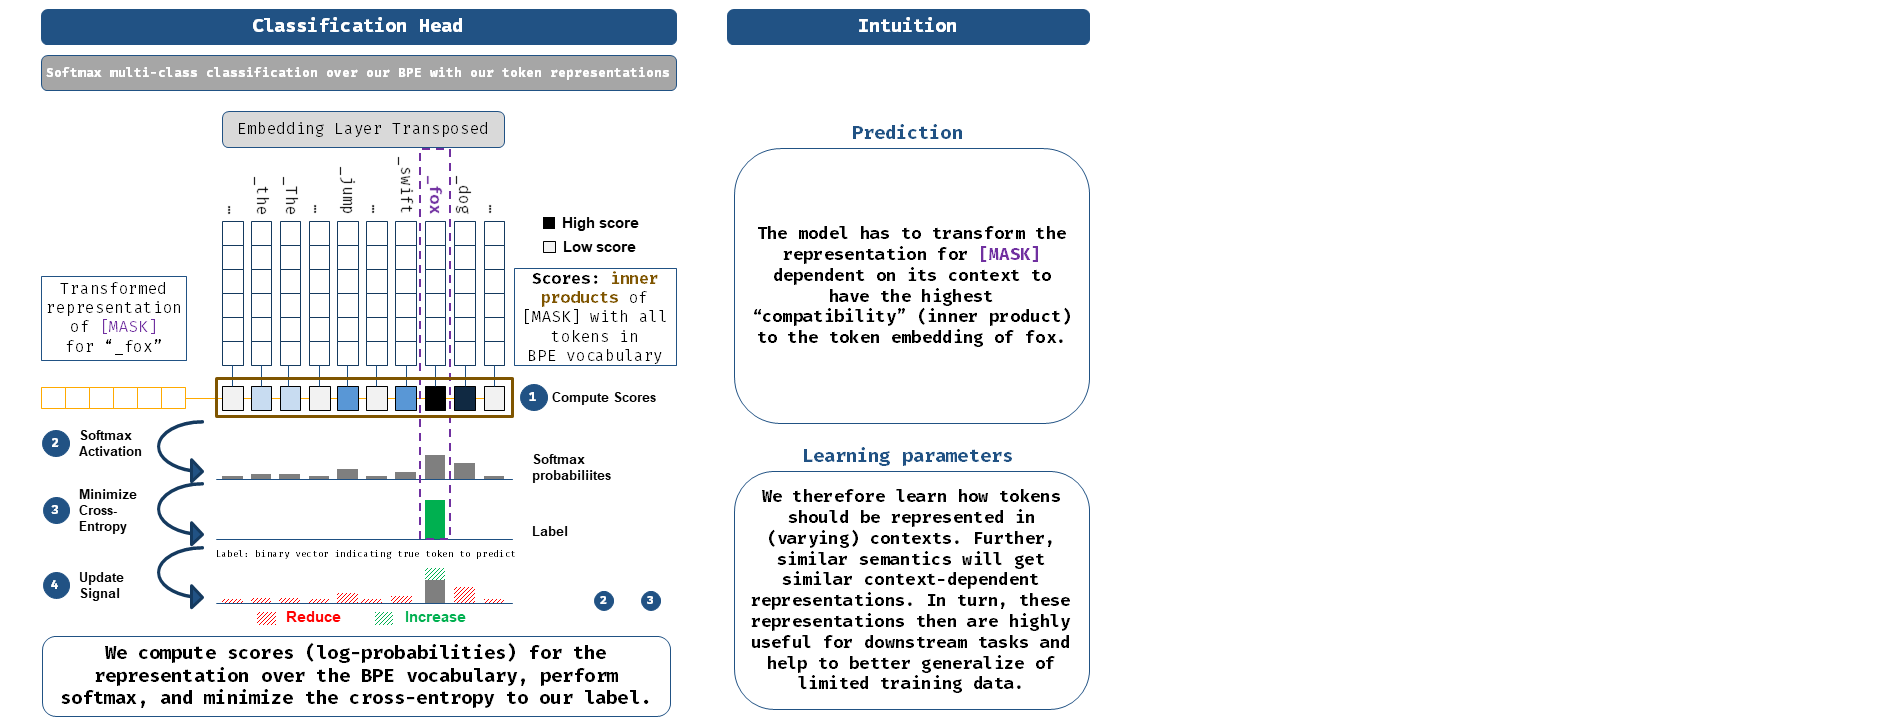 Classification Head
Softmax multi-class classification over our BPE with our token representations
Embedding Layer Transposed
…
_the
_The
…
_jump
…
_swift
_fox
_dog
…
High score
Low score
Transformed
representation
of [MASK]
for “_fox”
Scores: inner
products of
[MASK] with all
tokens in
BPE vocabulary
1 Compute Scores
2 Softmax
Activation
Softmax
probabiliites
3 Minimize
Cross-
Entropy
Label
Label: binary vector indicating true token to predict
4 Update
Signal
2 3
Reduce Increase
We compute scores (log-probabilities) for the
representation over the BPE vocabulary, perform
softmax, and minimize the cross-entropy to our label.
Intuition
Prediction
The model has to transform the
representation for [MASK]
dependent on its context to
have the highest
“compatibility” (inner product)
to the token embedding of fox.
Learning parameters
We therefore learn how tokens
should be represented in
(varying) contexts. Further,
similar semantics will get
similar context-dependent
representations. In turn, these
representations then are highly
useful for downstream tasks and
help to better generalize of
limited training data.